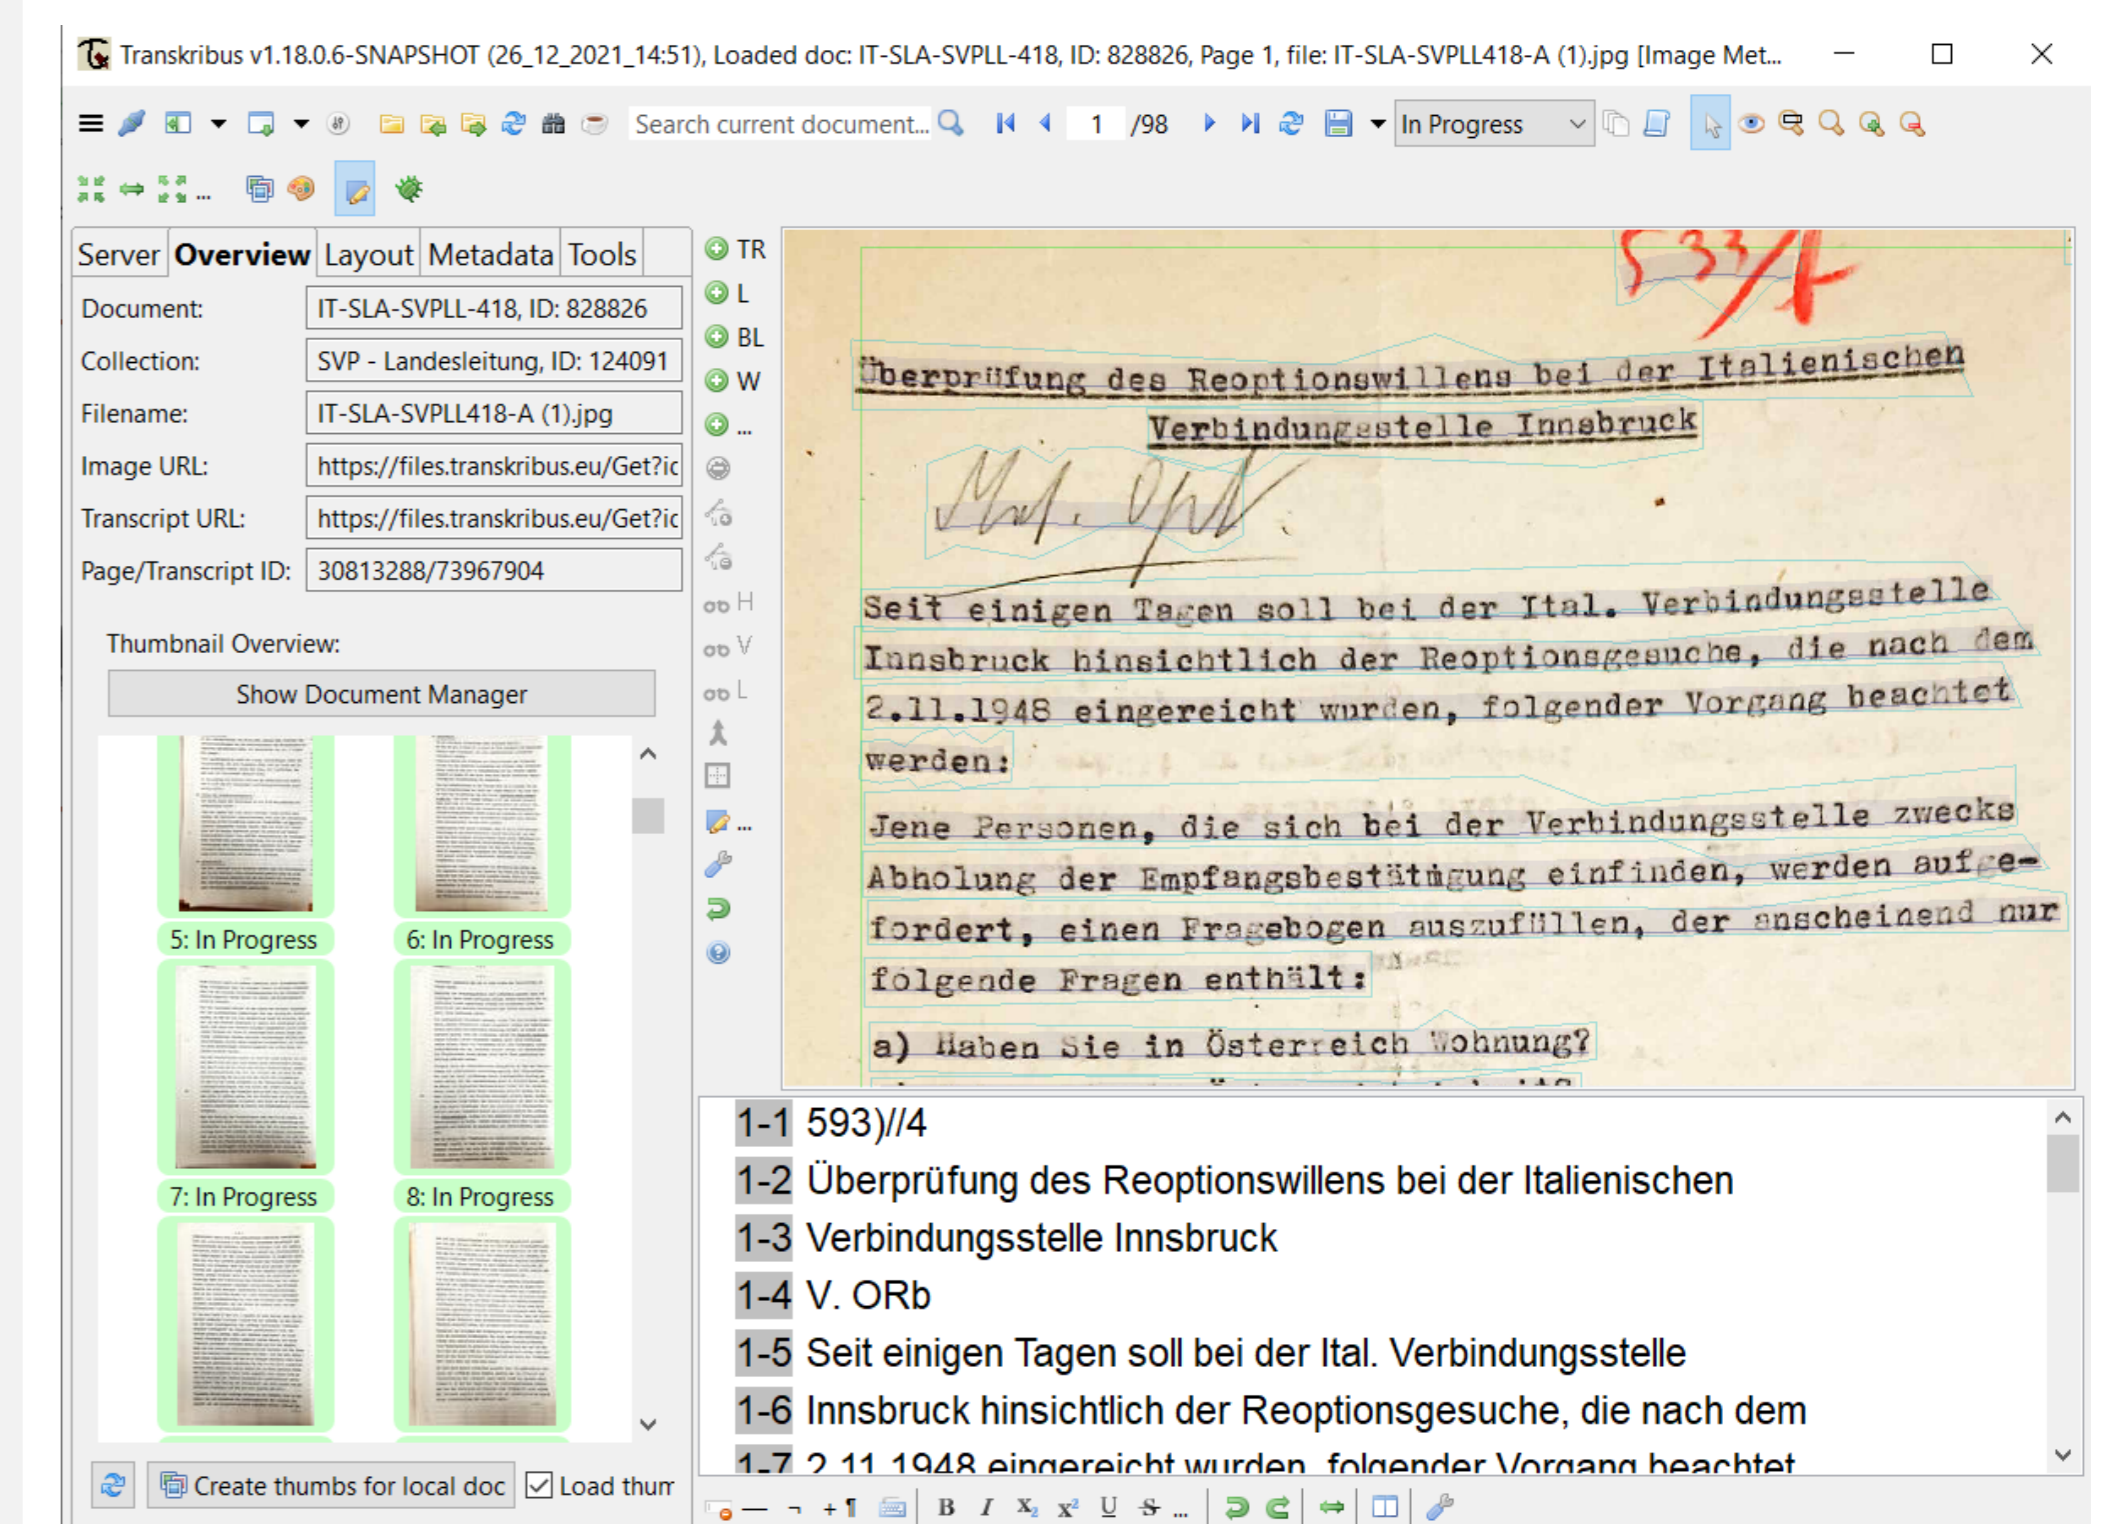 Transkribus v1.18.0.6-SNAPSHOT (26_12_2021_14:51), Loaded doc: IT-SLA-SVPLL-418, ID: 828826, Page 1, file: IT-SLA-SVPLL418-A (1).jpg [Image Met...
Search current document... 1 /98 In Progress
...
Server Overview Layout Metadata Tools
Document: IT-SLA-SVPLL-418, ID: 828826
Collection: SVP - Landesleitung, ID: 124091
Filename: IT-SLA-SVPLL418-A (1).jpg
Image URL: https://files.transkribus.eu/Get?ic
Transcript URL: https://files.transkribus.eu/Get?ic
Page/Transcript ID: 30813288/73967904
Thumbnail Overview:
Show Document Manager
5: In Progress 6: In Progress
7: In Progress 8: In Progress
Create thumbs for local doc Load thum
TR
L
BL
W
...
H
V
L
...
Überprüfung des Reoptionswillens bei der Italienischen
Verbindungsstelle Innsbruck
Seit einigen Tagen soll bei der Ital. Verbindungsstelle
Innsbruck hinsichtlich der Reoptionsgesuche, die nach dem
2.11.1948 eingereicht wurden, folgender Vorgang beachtet
werden:
Jene Personen, die sich bei der Verbindungsstelle zwecks
Abholung der Empfangsbestätigung einfinden, werden aufge-
fordert, einen Fragebogen auszufüllen, der anscheinend nur
folgende Fragen enthält:
a) Haben Sie in Österreich Wohnung?
1-1 593)//4
1-2 Überprüfung des Reoptionswillens bei der Italienischen
1-3 Verbindungsstelle Innsbruck
1-4 V. ORb
1-5 Seit einigen Tagen soll bei der Ital. Verbindungsstelle
1-6 Innsbruck hinsichtlich der Reoptionsgesuche, die nach dem
1-7 2.11.1948 eingereicht wurden, folgender Vorgang beachtet
B I X₂ x² U S ...